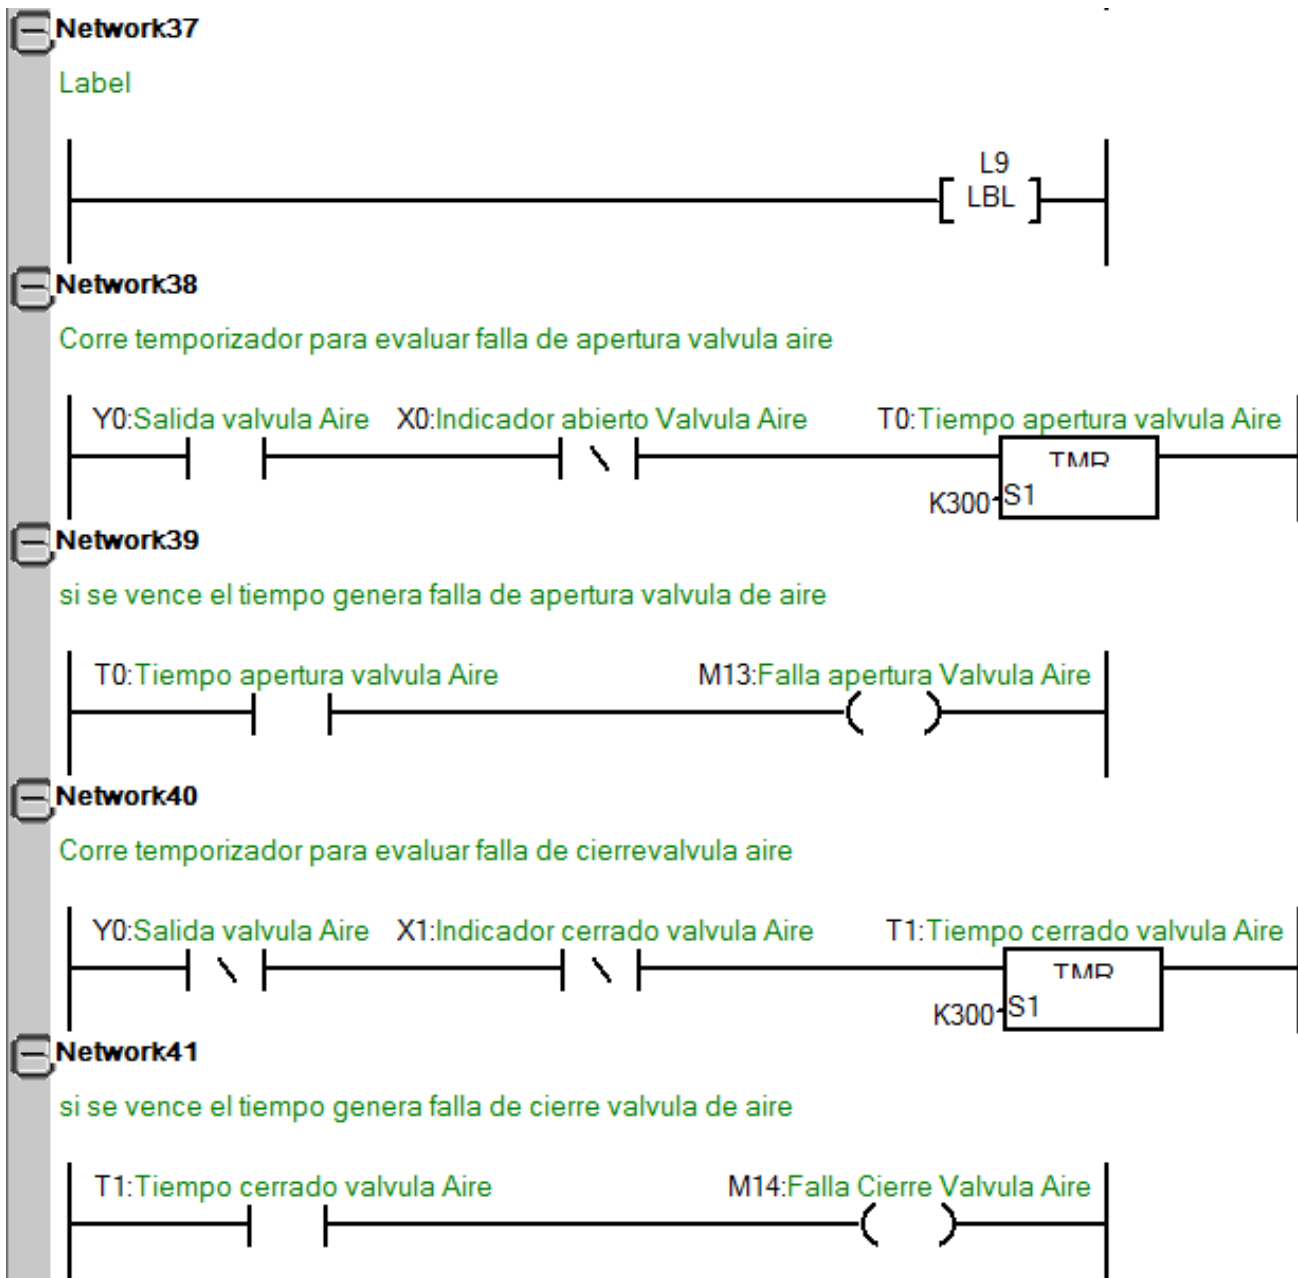 Network37
Label
L9
LBL
Network38
Corre temporizador para evaluar falla de apertura valvula aire
Y0:Salida valvula Aire X0:Indicador abierto Valvula Aire T0:Tiempo apertura valvula Aire
TMR
K300 S1
Network39
si se vence el tiempo genera falla de apertura valvula de aire
T0:Tiempo apertura valvula Aire M13:Falla apertura Valvula Aire
Network40
Corre temporizador para evaluar falla de cierrevalvula aire
Y0:Salida valvula Aire X1:Indicador cerrado valvula Aire T1:Tiempo cerrado valvula Aire
TMR
K300 S1
Network41
si se vence el tiempo genera falla de cierre valvula de aire
T1:Tiempo cerrado valvula Aire M14:Falla Cierre Valvula Aire